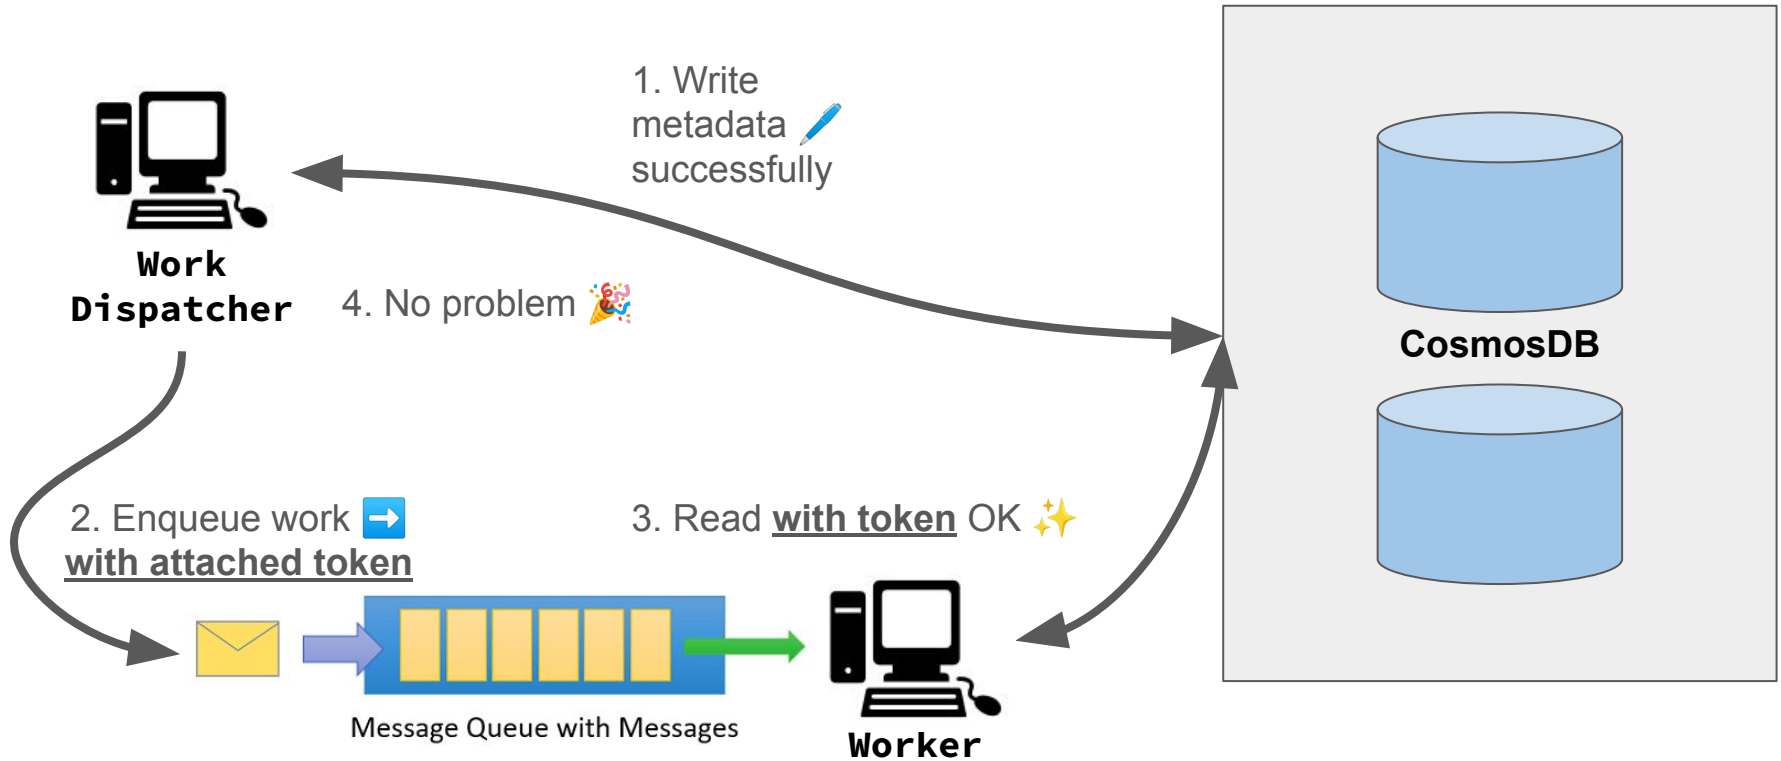 1. Write
metadata 🖊️
successfully
Work
Dispatcher
4. No problem 🎉
CosmosDB
2. Enqueue work ➡️
with attached token
3. Read with token OK ✨
Message Queue with Messages
Worker